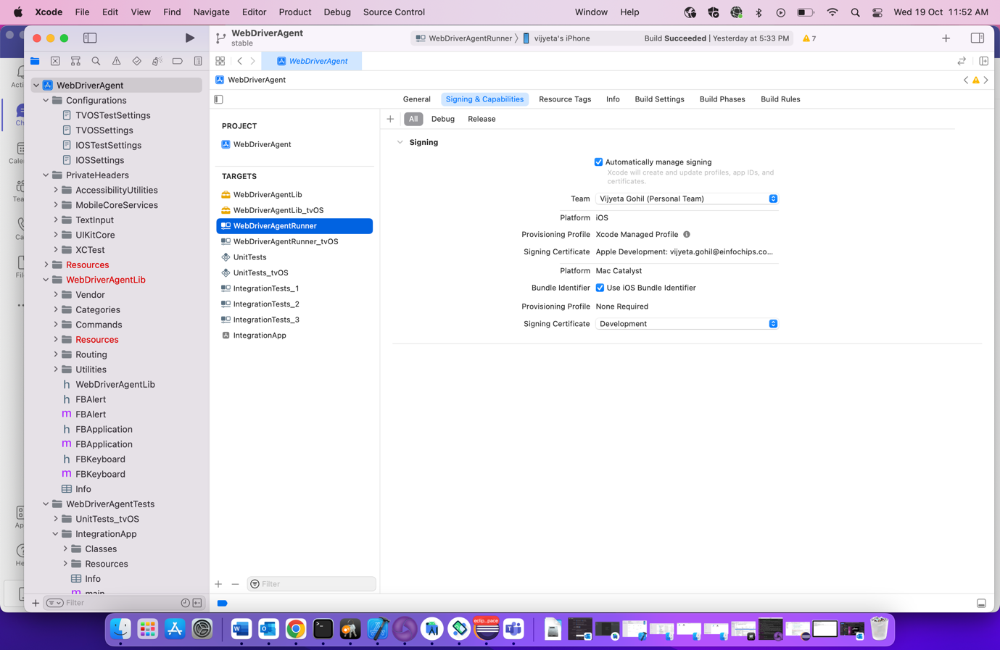 Xcode File Edit View Find Navigate Editor Product Debug Source Control Window Help Wed 19 Oct 11:52 AM
WebDriverAgent
stable
WebDriverAgentRunner vijyeta's iPhone Build Succeeded | Yesterday at 5:33 PM 7
WebDriverAgent
WebDriverAgent
General Signing & Capabilities Resource Tags Info Build Settings Build Phases Build Rules
All Debug Release
WebDriverAgent
Configurations
TVOSTestSettings
TVOSSettings
IOSTestSettings
IOSSettings
PrivateHeaders
AccessibilityUtilities
MobileCoreServices
TextInput
UIKitCore
XCTest
Resources
WebDriverAgentLib
Vendor
Categories
Commands
Resources
Routing
Utilities
h WebDriverAgentLib
h FBAlert
m FBAlert
h FBApplication
m FBApplication
h FBKeyboard
m FBKeyboard
Info
WebDriverAgentTests
UnitTests_tvOS
IntegrationApp
Classes
Resources
Info
m main
Filter
PROJECT
WebDriverAgent
TARGETS
WebDriverAgentLib
WebDriverAgentLib_tvOS
WebDriverAgentRunner
WebDriverAgentRunner_tvOS
UnitTests
UnitTests_tvOS
IntegrationTests_1
IntegrationTests_2
IntegrationTests_3
IntegrationApp
Filter
Signing
Automatically manage signing
Xcode will create and update profiles, app IDs, and
certificates.
Team Vijyeta Gohil (Personal Team)
Platform iOS
Provisioning Profile Xcode Managed Profile
Signing Certificate Apple Development: vijyeta.gohil@einfochips.co...
Platform Mac Catalyst
Bundle Identifier Use iOS Bundle Identifier
Provisioning Profile None Required
Signing Certificate Development
eclip...pace